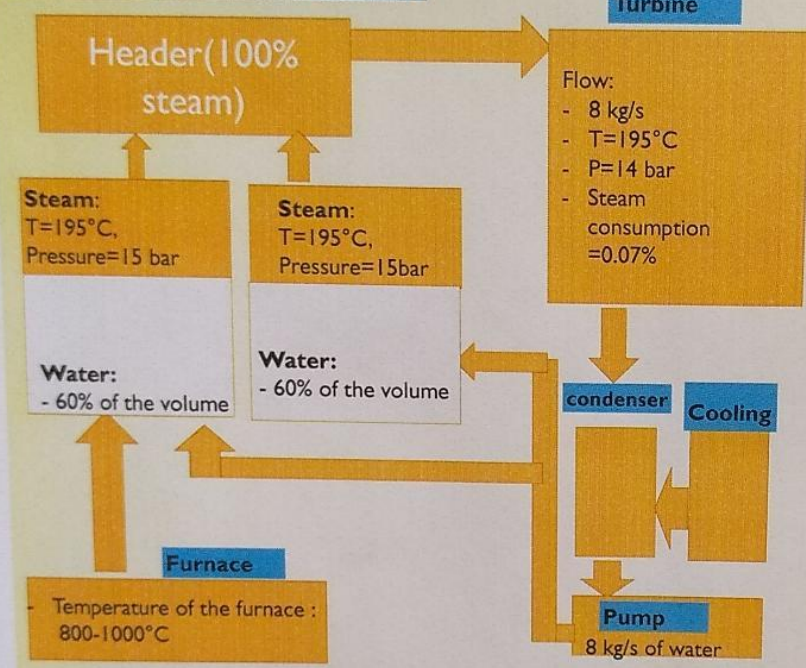 Turbine
Header(100%
steam)
Flow:
- 8 kg/s
- T=195°C
- P=14 bar
- Steam
consumption
=0.07%
Steam:
T=195°C,
Pressure=15 bar
Steam:
T=195°C,
Pressure=15bar
Water:
- 60% of the volume
Water:
- 60% of the volume
condenser
Cooling
Furnace
- Temperature of the furnace :
800-1000°C
Pump
8 kg/s of water